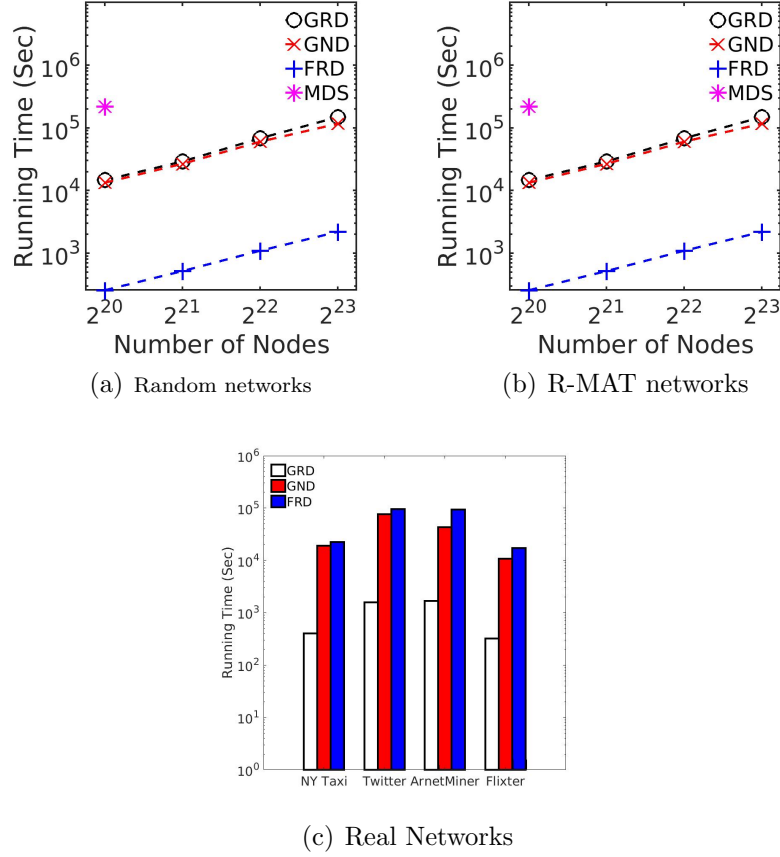 GRD
GND
FRD
MDS
10^6
10^5
10^4
10^3
Running Time (Sec)
2^20 2^21 2^22 2^23
Number of Nodes
(a) Random networks
GRD
GND
FRD
MDS
10^6
10^5
10^4
10^3
Running Time (Sec)
2^20 2^21 2^22 2^23
Number of Nodes
(b) R-MAT networks
GRD
GND
FRD
10^6
10^5
10^4
10^3
10^2
10^1
10^0
Running Time (Sec)
NY Taxi Twitter ArnetMiner Flixter
(c) Real Networks